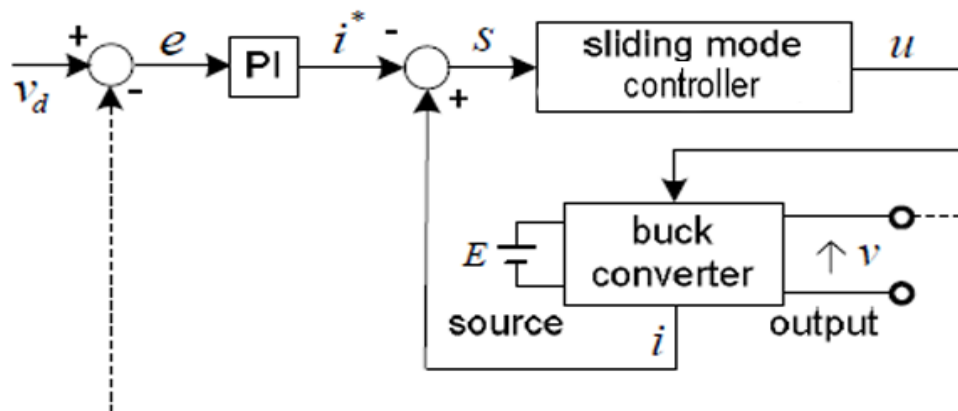 + e PI i* - s sliding mode controller u
v_d - +
E buck converter ↑ v
source i output